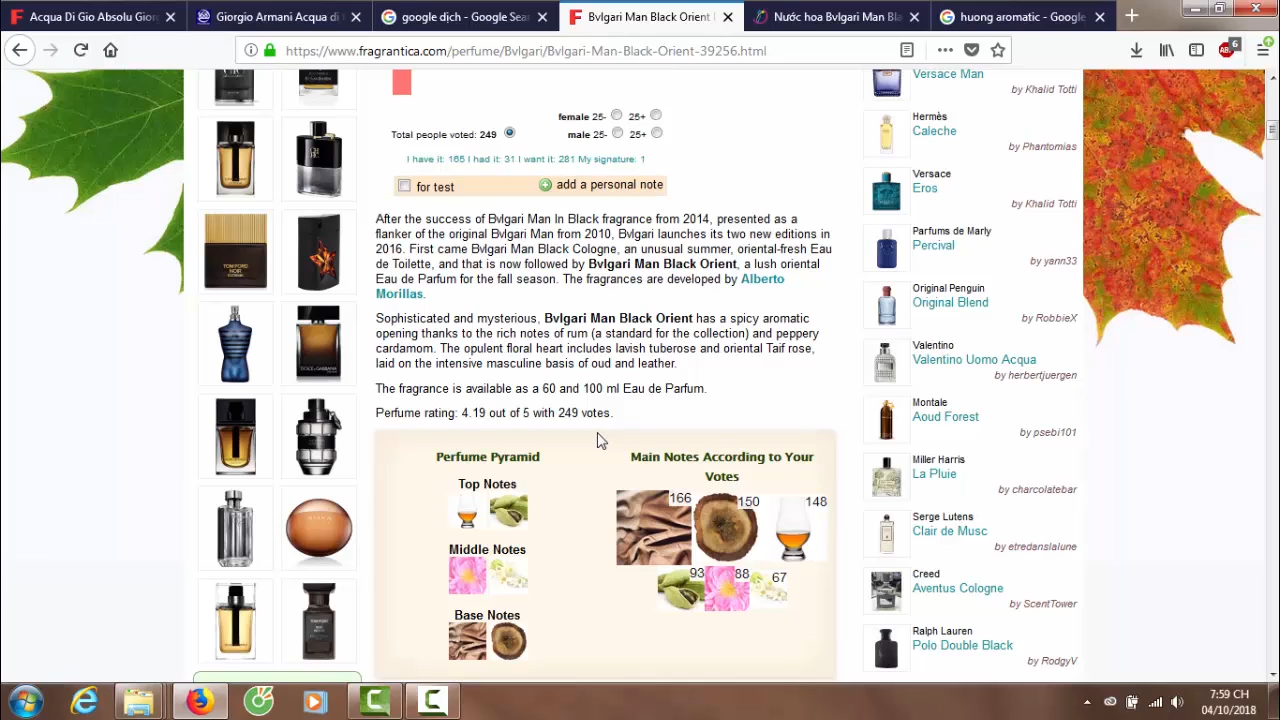 Acqua Di Gio Absolu Gior
Giorgio Armani Acqua di
google dịch - Google Sear
Bvlgari Man Black Orient
Nước hoa Bvlgari Man Bla
huong aromatic - Google
https://www.fragrantica.com/perfume/Bvlgari/Bvlgari-Man-Black-Orient-39256.html
6
female 25- 25+
Total people voted: 249 male 25- 25+
I have it: 166 I had it: 31 I want it: 281 My signature: 1
for test add a personal note
After the success of Bvlgari Man In Black fragrance from 2014, presented as a
flanker of the original Bvlgari Man from 2010, Bvlgari launches its two new editions in
2016. First came Bvlgari Man Black Cologne, an unusual summer, oriental-fresh Eau
de Toilette, and that is now followed by Bvlgari Man Black Orient, a lush oriental
Eau de Parfum for the fall season. The fragrances are developed by Alberto
Morillas.
Sophisticated and mysterious, Bvlgari Man Black Orient has a spicy aromatic
opening thanks to the rich notes of rum (a standard for the collection) and peppery
cardamom. The opulent floral heart includes lavish tuberose and oriental Taif rose,
laid on the intensive masculine basis of oud and leather.
The fragrance is available as a 60 and 100 ml Eau de Parfum.
Perfume rating: 4.19 out of 5 with 249 votes.
Perfume Pyramid
Top Notes
Middle Notes
Base Notes
Main Notes According to Your
Votes
166 150 148
93 88 67
Versace Man
by Khalid Totti
Hermès
Caleche
by Phantomias
Versace
Eros
by Khalid Totti
Parfums de Marly
Percival
by yann33
Original Penguin
Original Blend
by RobbieX
Valentino
Valentino Uomo Acqua
by herbertjuergen
Montale
Aoud Forest
by psebi101
Miller Harris
La Pluie
by charcolatebar
Serge Lutens
Clair de Musc
by etredanslalune
Creed
Aventus Cologne
by ScentTower
Ralph Lauren
Polo Double Black
by RodgyV
7:59 CH
04/10/2018